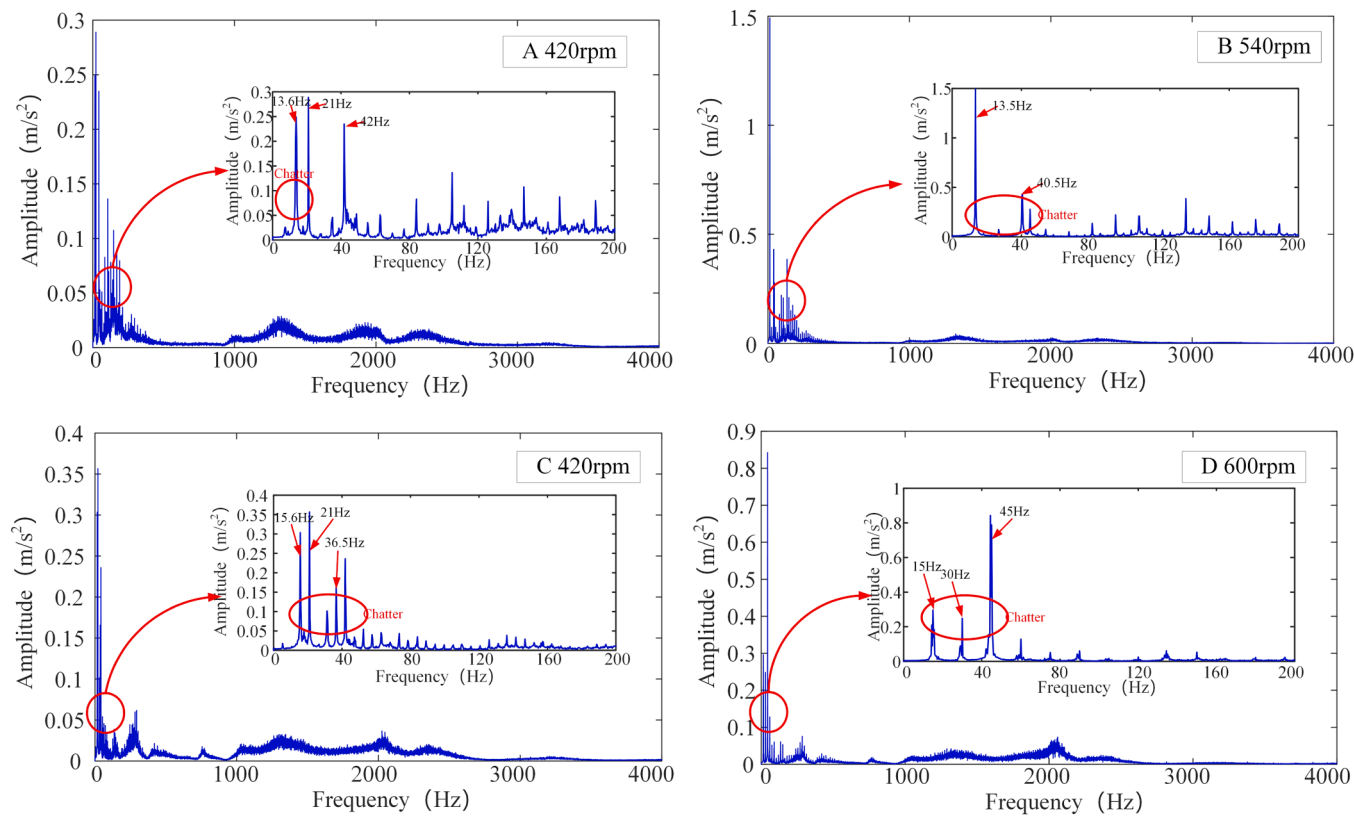 A 420rpm
Amplitude (m/s²)
0.3
0.25
0.2
0.15
0.1
0.05
0
0
1000
2000
3000
4000
Frequency (Hz)
Amplitude (m/s²)
0.3
0.25
0.2
0.15
0.1
0.05
0
13.6Hz
21Hz
42Hz
Chatter
0
40
80
120
160
200
Frequency (Hz)
B 540rpm
Amplitude (m/s²)
1.5
1
0.5
0
0
1000
2000
3000
4000
Frequency (Hz)
Amplitude (m/s²)
1.5
1
0.5
0
13.5Hz
40.5Hz
Chatter
0
40
80
120
160
200
Frequency (Hz)
C 420rpm
Amplitude (m/s²)
0.4
0.35
0.3
0.25
0.2
0.15
0.1
0.05
0
0
1000
2000
3000
4000
Frequency (Hz)
Amplitude (m/s²)
0.4
0.35
0.3
0.25
0.2
0.15
0.1
0.05
0
15.6Hz
21Hz
36.5Hz
Chatter
0
40
80
120
160
200
Frequency (Hz)
D 600rpm
Amplitude (m/s²)
0.9
0.8
0.7
0.6
0.5
0.4
0.3
0.2
0.1
0
0
1000
2000
3000
4000
Frequency (Hz)
Amplitude (m/s²)
1
0.8
0.6
0.4
0.2
0
15Hz
30Hz
45Hz
Chatter
0
40
80
120
160
200
Frequency (Hz)